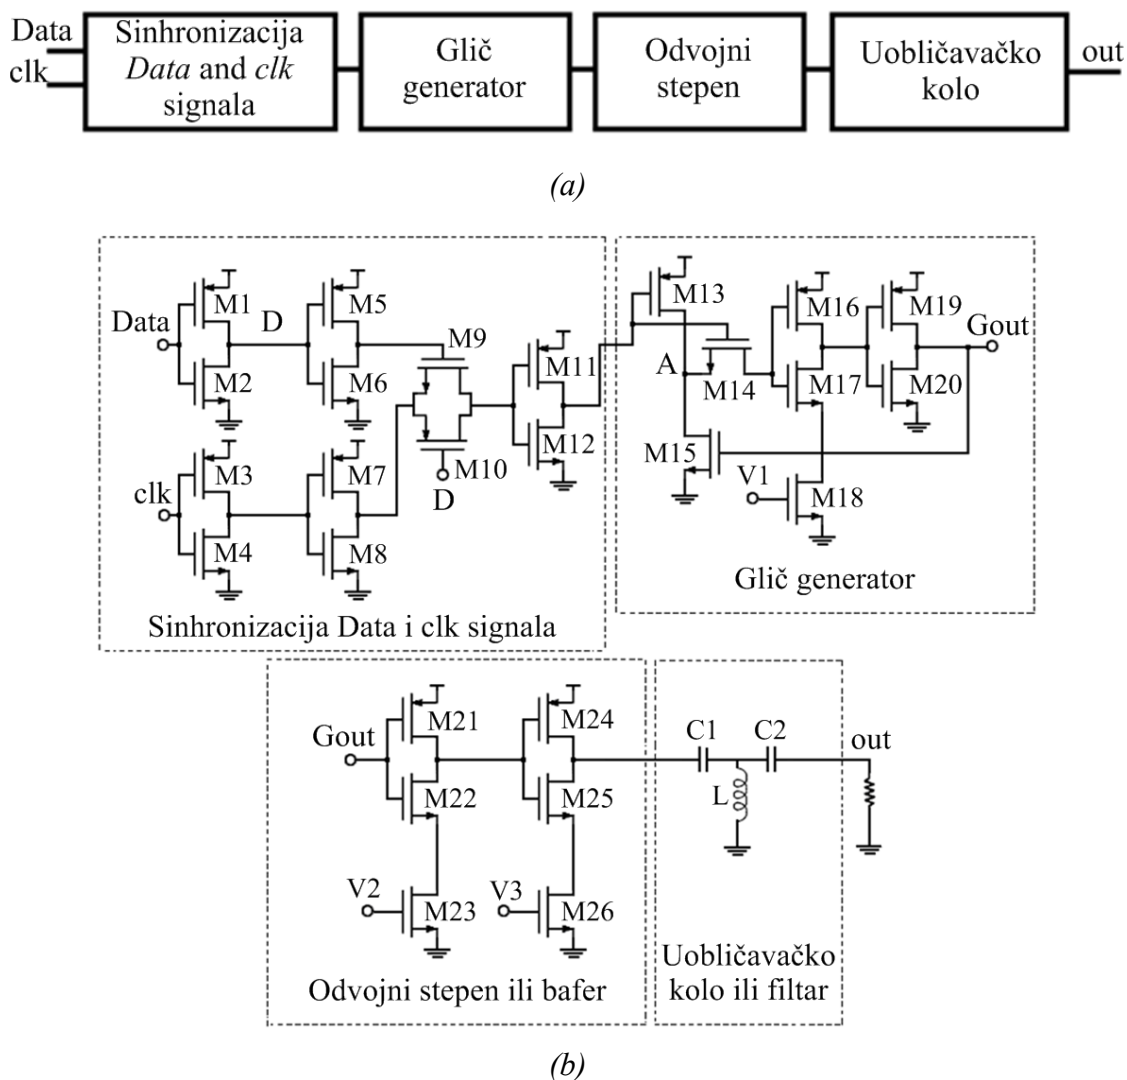 Data
clk
Sinhronizacija
Data and clk
signala
Glič
generator
Odvojni
stepen
Uobličavačko
kolo
out
(a)
Data
M1
M2
D
M5
M6
M9
M10
D
M11
M12
clk
M3
M4
M7
M8
Sinhronizacija Data i clk signala
M13
A
M14
M15
M16
M17
V1
M18
M19
M20
Gout
Glič generator
Gout
M21
M22
V2
M23
M24
M25
V3
M26
Odvojni stepen ili bafer
C1
C2
L
out
Uobličavačko
kolo ili filtar
(b)